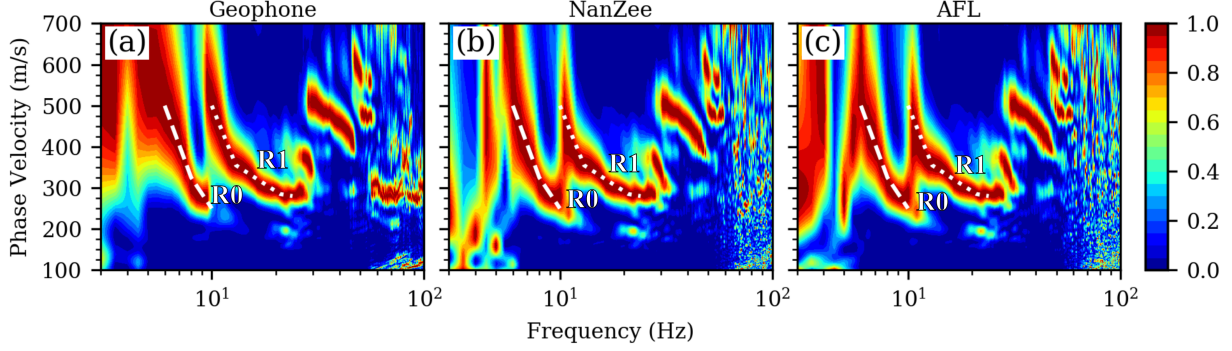 Geophone NanZee AFL
(a) (b) (c)
Phase Velocity (m/s)
700
600
500
400
300
200
100
R1 R1 R1
R0 R0 R0
10¹ 10² 10¹ 10² 10¹ 10²
Frequency (Hz)
1.0
0.8
0.6
0.4
0.2
0.0